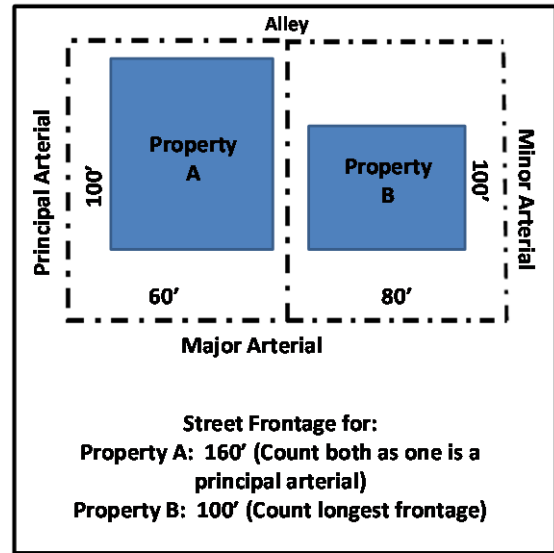 Alley
Principal Arterial
100'
Property
A
Property
B
100'
Minor Arterial
60'
80'
Major Arterial
Street Frontage for:
Property A: 160' (Count both as one is a
principal arterial)
Property B: 100' (Count longest frontage)